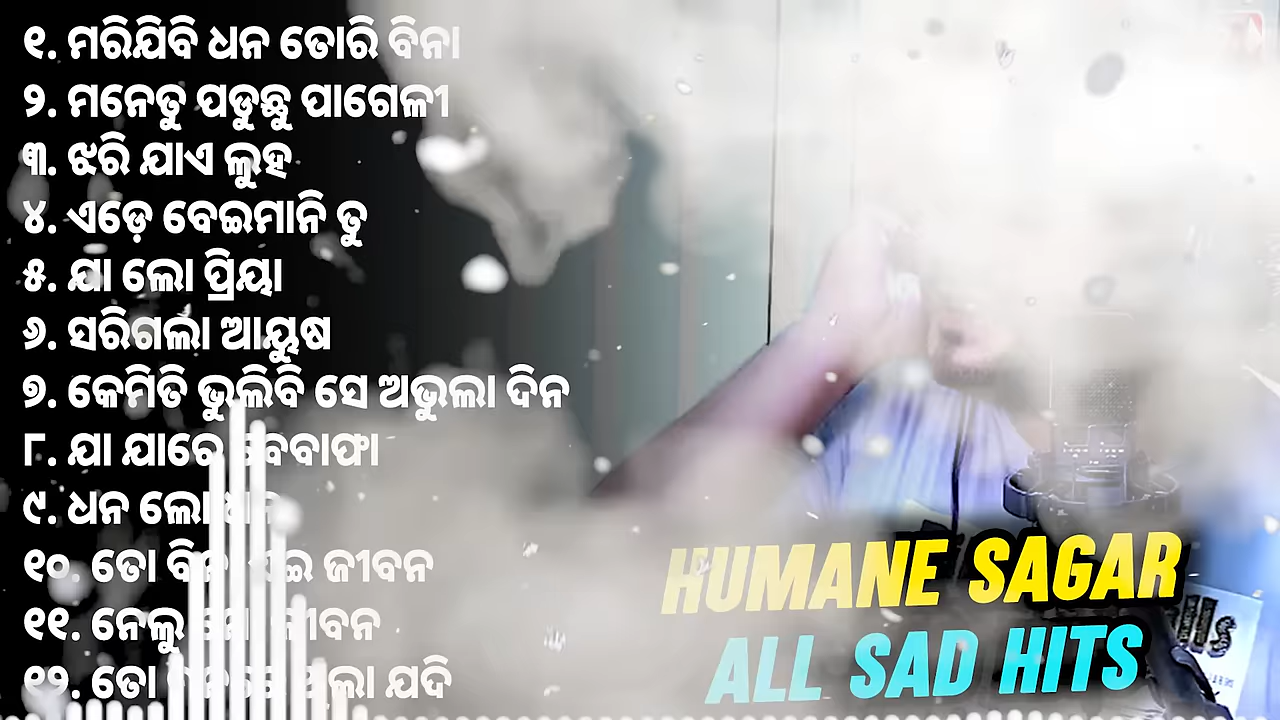 ୧. ମରିଯିବି ଧନ ତୋରି ବିନା
୨. ମନେତୁ ପଡୁଛୁ ପାଗେଳୀ
୩. ଝରି ଯାଏ ଲୁହ
୪. ଏଡ଼େ ବେଇମାନି ତୁ
୫. ଯା ଲୋ ପ୍ରିୟା
୬. ସରିଗଲା ଆୟୁଷ
୭. କେମିତି ଭୁଲିବି ସେ ଅଭୁଲା ଦିନ
୮. ଯା ଯାରେ ବେବାଫା
୯. ଧନ ଲୋ
୧୦. ତୋ ବିନା ଜୀବନ
୧୧. ନେଲୁ ଜୀବନ
୧୨. ତୋ ଯଦି
HUMANE SAGAR
ALL SAD HITS